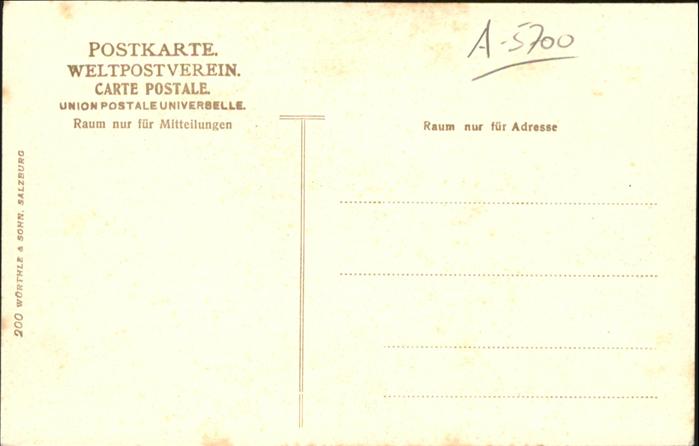 POSTKARTE.
WELTPOSTVEREIN.
CARTE POSTALE.
UNION POSTALE UNIVERSELLE.
Raum nur für Mitteilungen
A-5700
Raum nur für Adresse
200 WÜRTHLE & SOHN. SALZBURG